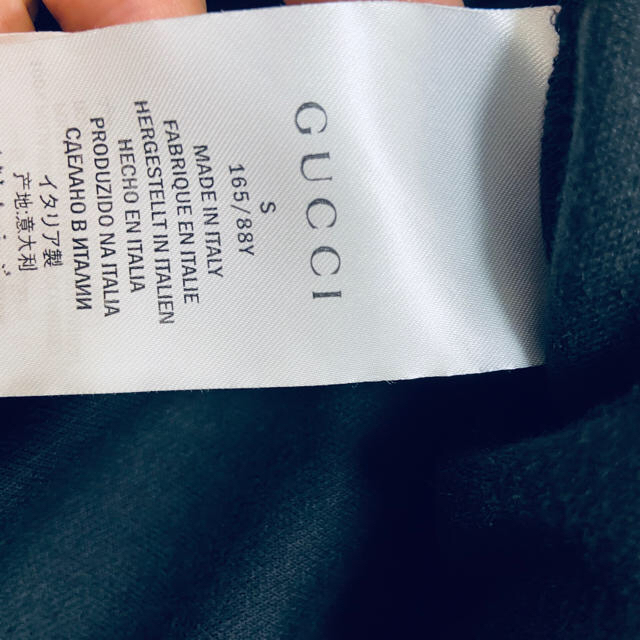 GUCCI
S
165/88Y
MADE IN ITALY
FABRIQUE EN ITALIE
HERGESTELLT IN ITALIEN
HECHO EN ITALIA
PRODUZIDO NA ITALIA
СДЕЛАНО В ИТАЛИИ
イタリア製
产地:意大利